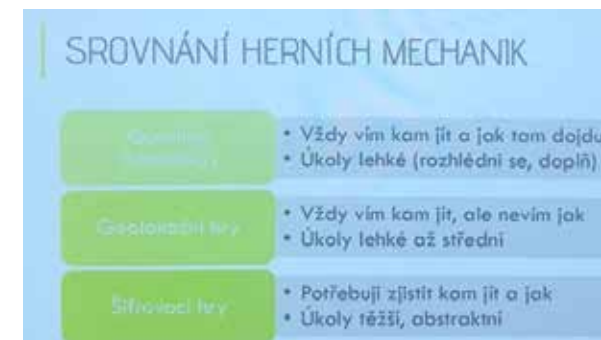 SROVNÁNÍ HERNÍCH MECHANIK
• Vždy vím kam jít a jak tam dojdu
• Úkoly lehké (rozhlédni se, doplň)
Geolokační hry
• Vždy vím kam jít, ale nevím jak
• Úkoly lehké až střední
Šifrovací hry
• Potřebuji zjistit kam jít a jak
• Úkoly těžší, abstraktní